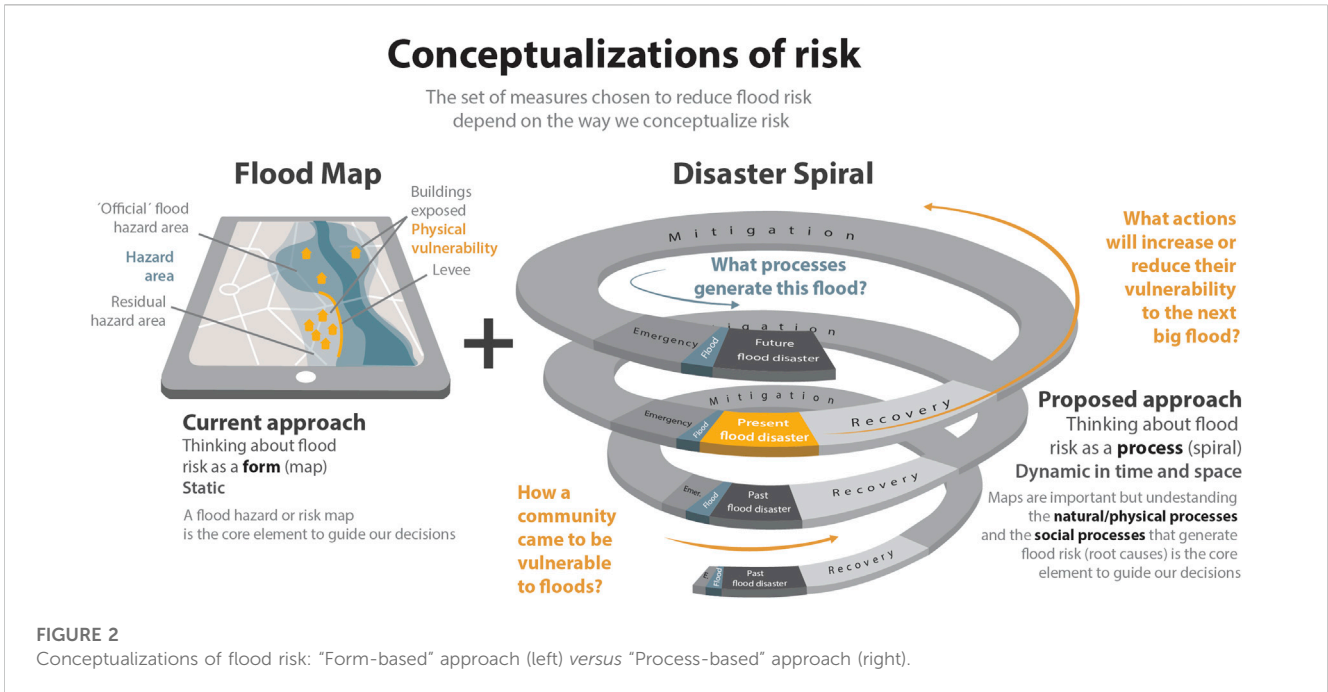 Conceptualizations of risk
The set of measures chosen to reduce flood risk
depend on the way we conceptualize risk
Flood Map
´Official´ flood
hazard area
Hazard
area
Residual
hazard area
Buildings
exposed
Physical
vulnerability
Levee
Current approach
Thinking about flood
risk as a form (map)
Static
A flood hazard or risk map
is the core element to guide our decisions
+
Disaster Spiral
Mitigation
What processes
generate this flood?
igation
Emergency
Flood
Future
flood disaster
Mitigation
Emergency
Flood
Present
flood disaster
Recovery
Emer.
Flood
Past
flood disaster
Recovery
E.
Flood
Past
flood disaster
Recovery
How a
community
came to be
vulnerable
to floods?
What actions
will increase or
reduce their
vulnerability
to the next
big flood?
Proposed approach
Thinking about flood
risk as a process (spiral)
Dynamic in time and space
Maps are important but undestanding
the natural/physical processes
and the social processes that generate
flood risk (root causes) is the core
element to guide our decisions
FIGURE 2
Conceptualizations of flood risk: “Form-based” approach (left) versus “Process-based” approach (right).